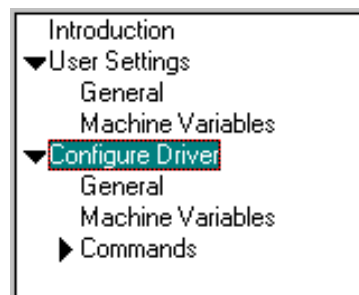 Introduction
User Settings
General
Machine Variables
Configure Driver
General
Machine Variables
Commands